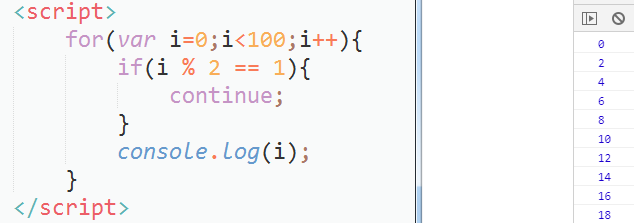 <script>
for(var i=0;i<100;i++){
if(i % 2 == 1){
continue;
}
console.log(i);
}
</script>
0
2
4
6
8
10
12
14
16
18